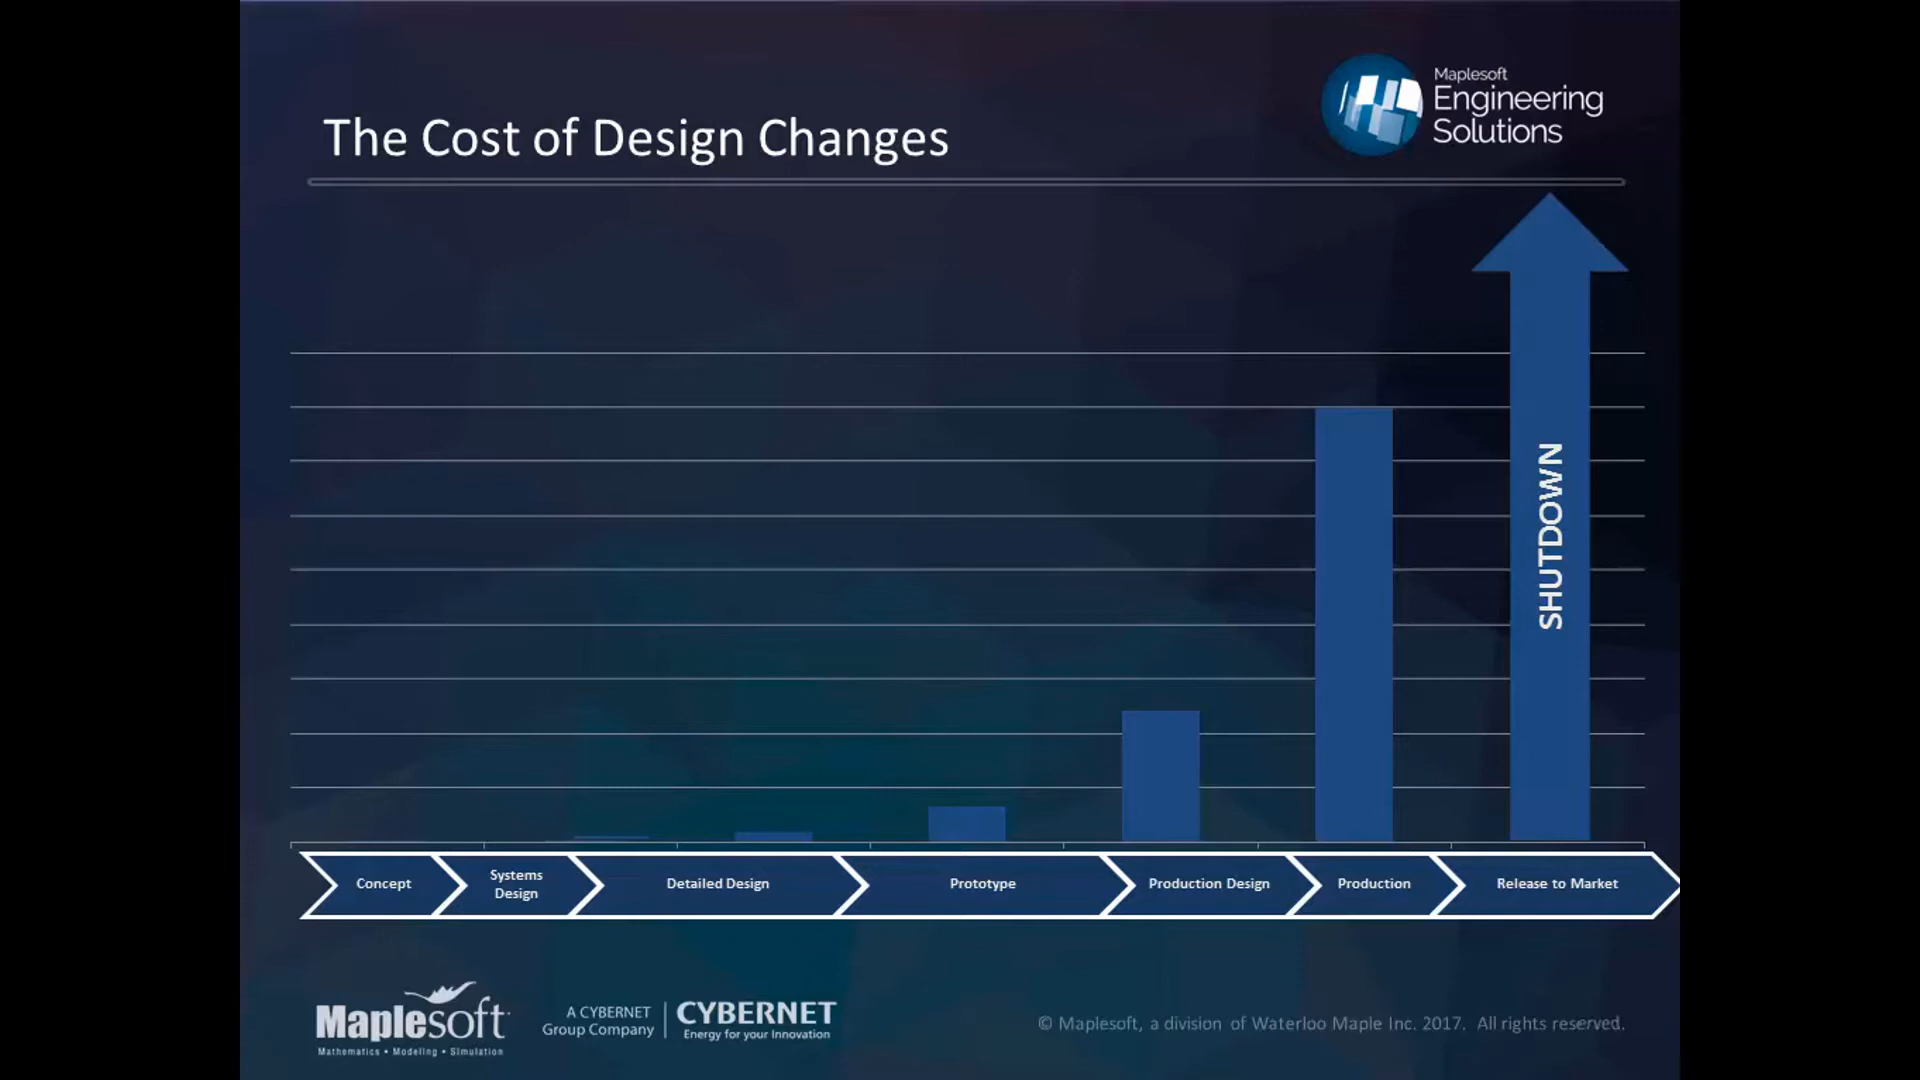 Maplesoft
Engineering
Solutions
The Cost of Design Changes
SHUTDOWN
Concept
Systems
Design
Detailed Design
Prototype
Production Design
Production
Release to Market
Maplesoft
Mathematics • Modeling • Simulation
A CYBERNET
Group Company
CYBERNET
Energy for your Innovation
© Maplesoft, a division of Waterloo Maple Inc. 2017. All rights reserved.